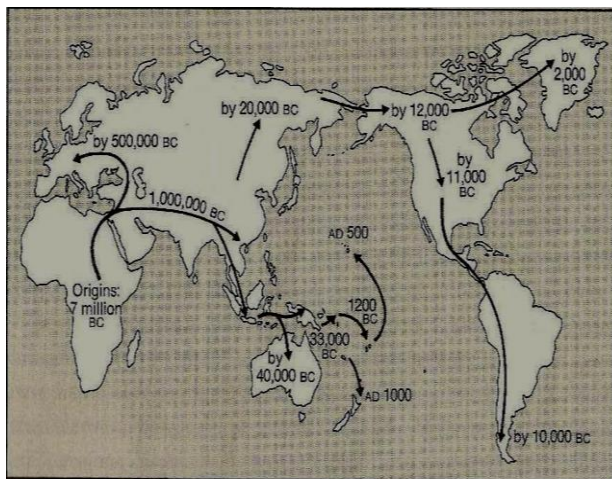 by
2,000
BC
by 12,000
BC
by 20,000 BC
by 500,000 BC
by
11,000
BC
1,000,000 BC
AD 500
Origins:
7 million
BC
1200
BC
33,000
BC
by
40,000 BC
AD 1000
by 10,000 BC